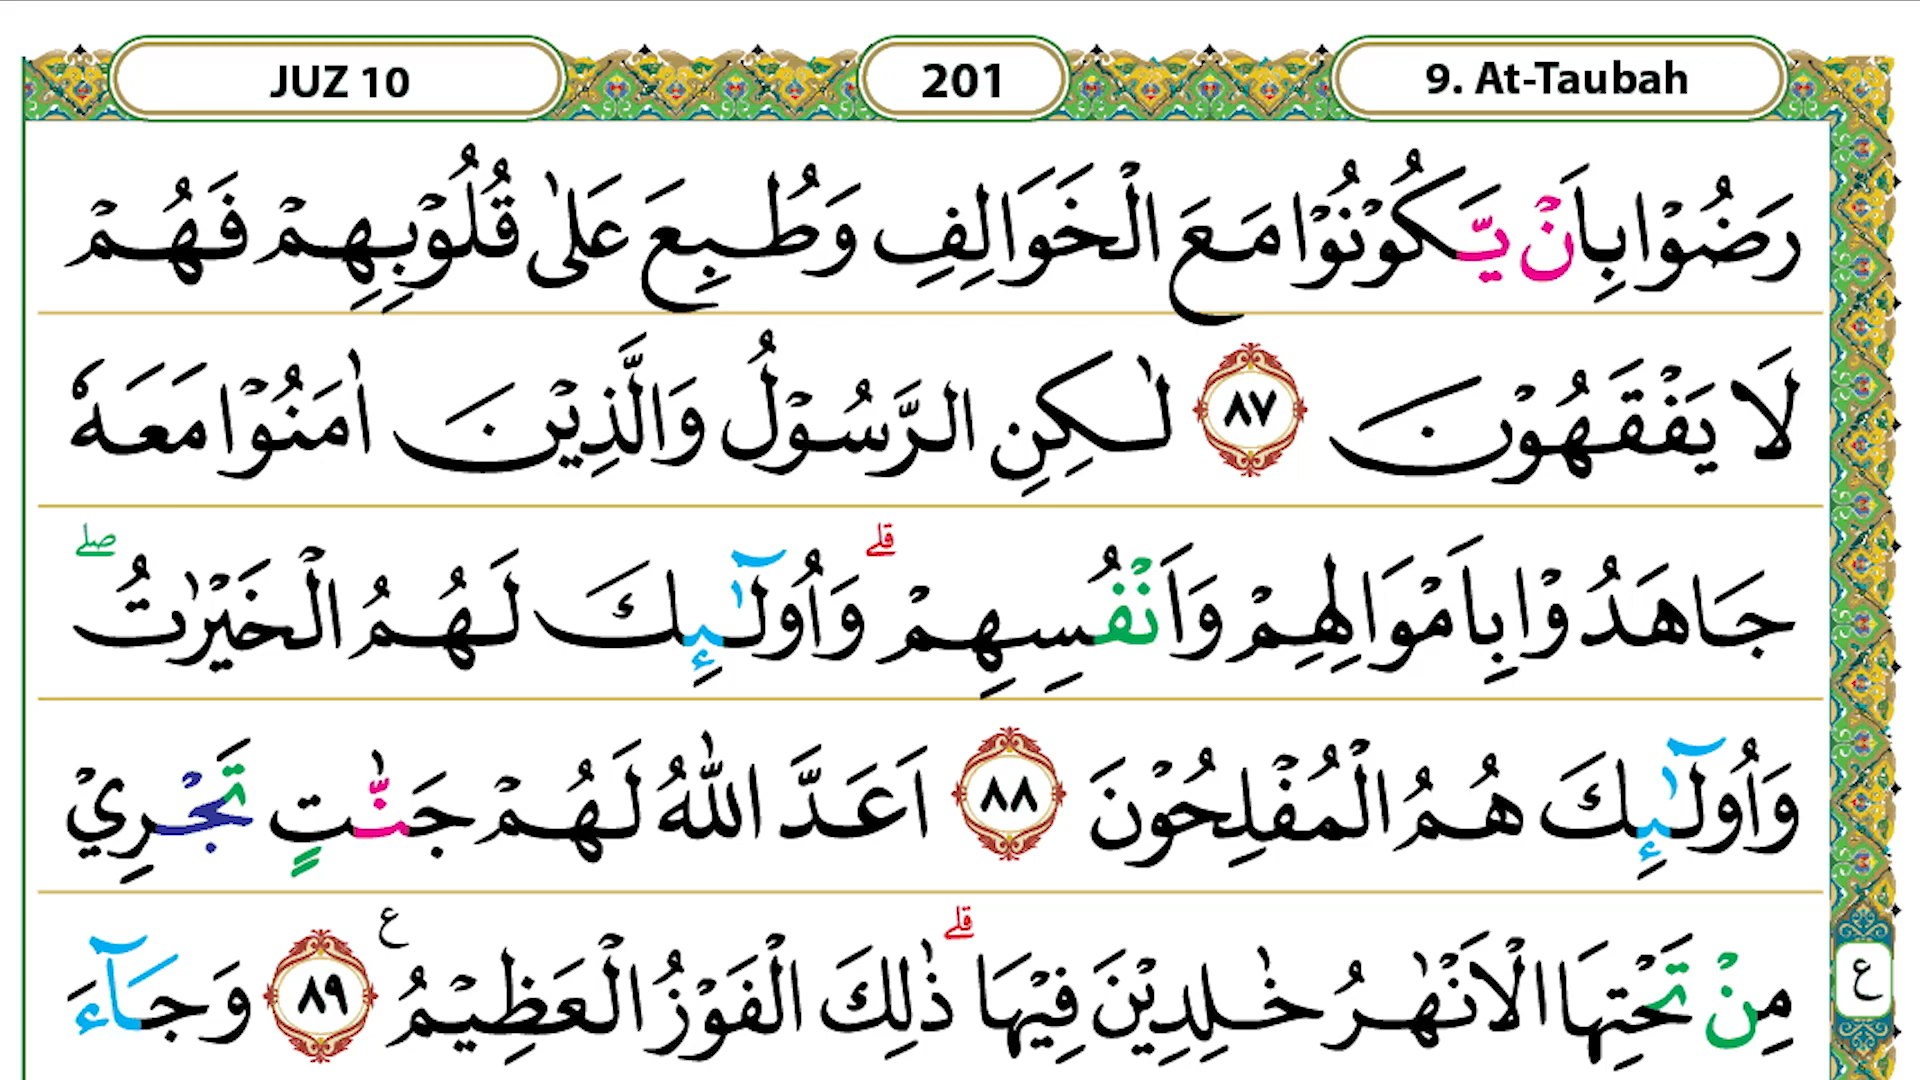 JUZ 10 201 9. At-Taubah
رَضُوْا بِاَنْ يَّكُوْنُوْا مَعَ الْخَوَالِفِ وَطُبِعَ عَلٰى قُلُوْبِهِمْ فَهُمْ
لَا يَفْقَهُوْنَ ٨٧ لٰكِنِ الرَّسُوْلُ وَالَّذِيْنَ اٰمَنُوْا مَعَهٗ
جَاهَدُوْا بِاَمْوَالِهِمْ وَاَنْفُسِهِمْ ۗ وَاُولٰۤىِٕكَ لَهُمُ الْخَيْرٰتُ ۖ
وَاُولٰۤىِٕكَ هُمُ الْمُفْلِحُوْنَ ٨٨ اَعَدَّ اللّٰهُ لَهُمْ جَنّٰتٍ تَجْرِيْ
مِنْ تَحْتِهَا الْاَنْهٰرُ خٰلِدِيْنَ فِيْهَا ۗ ذٰلِكَ الْفَوْزُ الْعَظِيْمُ ع ٨٩ وَجَاۤءَ
ع